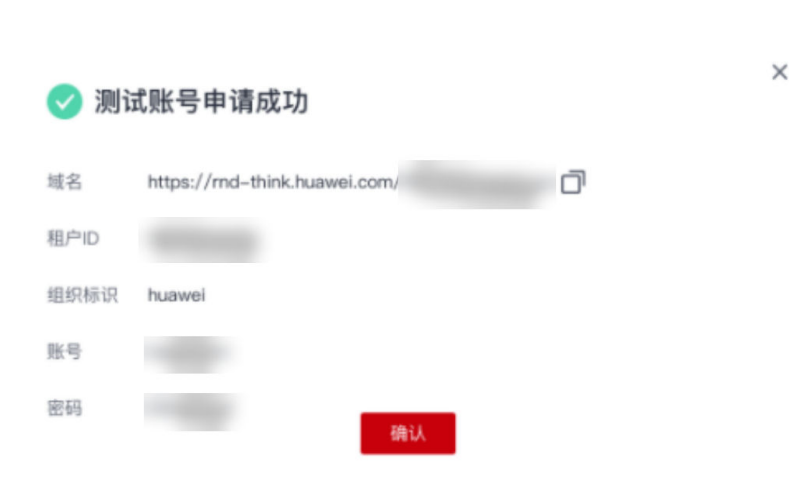 测试账号申请成功
域名 https://rnd-think.huawei.com/
租户ID
组织标识 huawei
账号
密码
确认